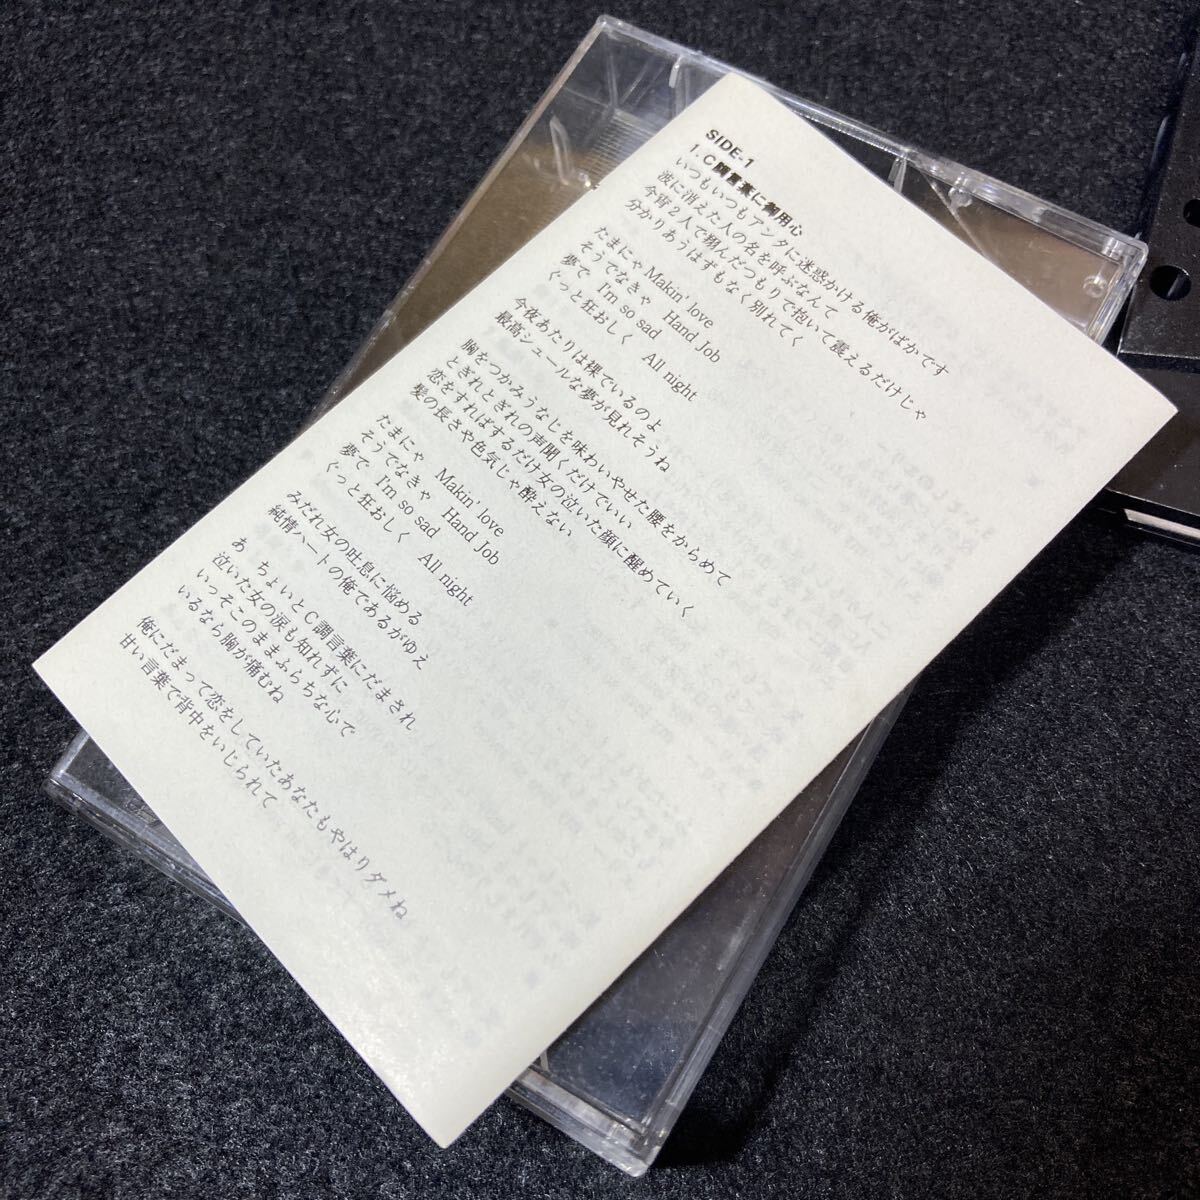 SIDE-1
1. C調言葉に御用心
いつもいつもアンタに迷惑かける俺がばかです
波に消えた人の名を呼ぶなんて
今宵2人で翔んだつもりで抱いて震えるだけじゃ
分かりあうはずもなく別れてく
たまにゃ Makin' love
そうでなきゃ Hand Job
夢で I'm so sad
ぐっと狂おしく All night
今夜あたりは裸でいるのよ
最高シュールな夢が見れそうね
胸をつかみうなじを味わいやせた腰をからめて
とぎれとぎれの声聞くだけでいい
恋をすればするだけ女の泣いた顔に醒めていく
髪の長さや色気じゃ酔えない
たまにゃ Makin' love
そうでなきゃ Hand Job
夢で I'm so sad
ぐっと狂おしく All night
みだれ女の吐息に悩める
純情ハートの俺であるがゆえ
あ ちょいとC調言葉にだまされ
泣いた女の涙も知れずに
いっそこのままふらちな心で
いるなら胸が痛むね
俺にだまって恋をしていたあなたもやはりダメね
甘い言葉で背中をいじられて